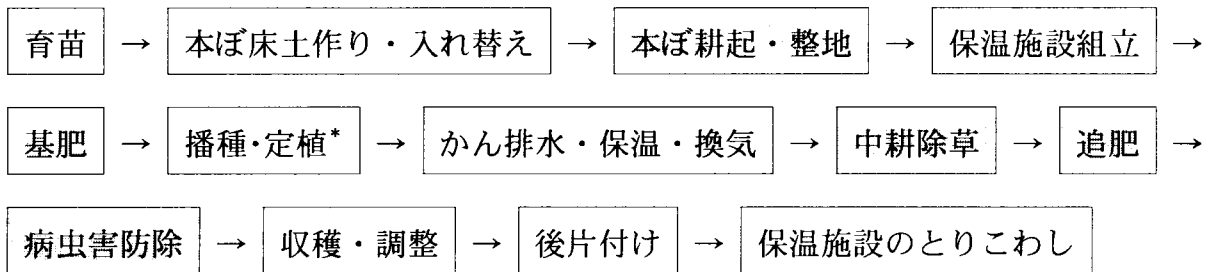 育苗 → 本ぽ床土作り・入れ替え → 本ぽ耕起・整地 → 保温施設組立 →
基肥 → 播種・定植* → かん排水・保温・換気 → 中耕除草 → 追肥 →
病虫害防除 → 収穫・調整 → 後片付け → 保温施設のとりこわし